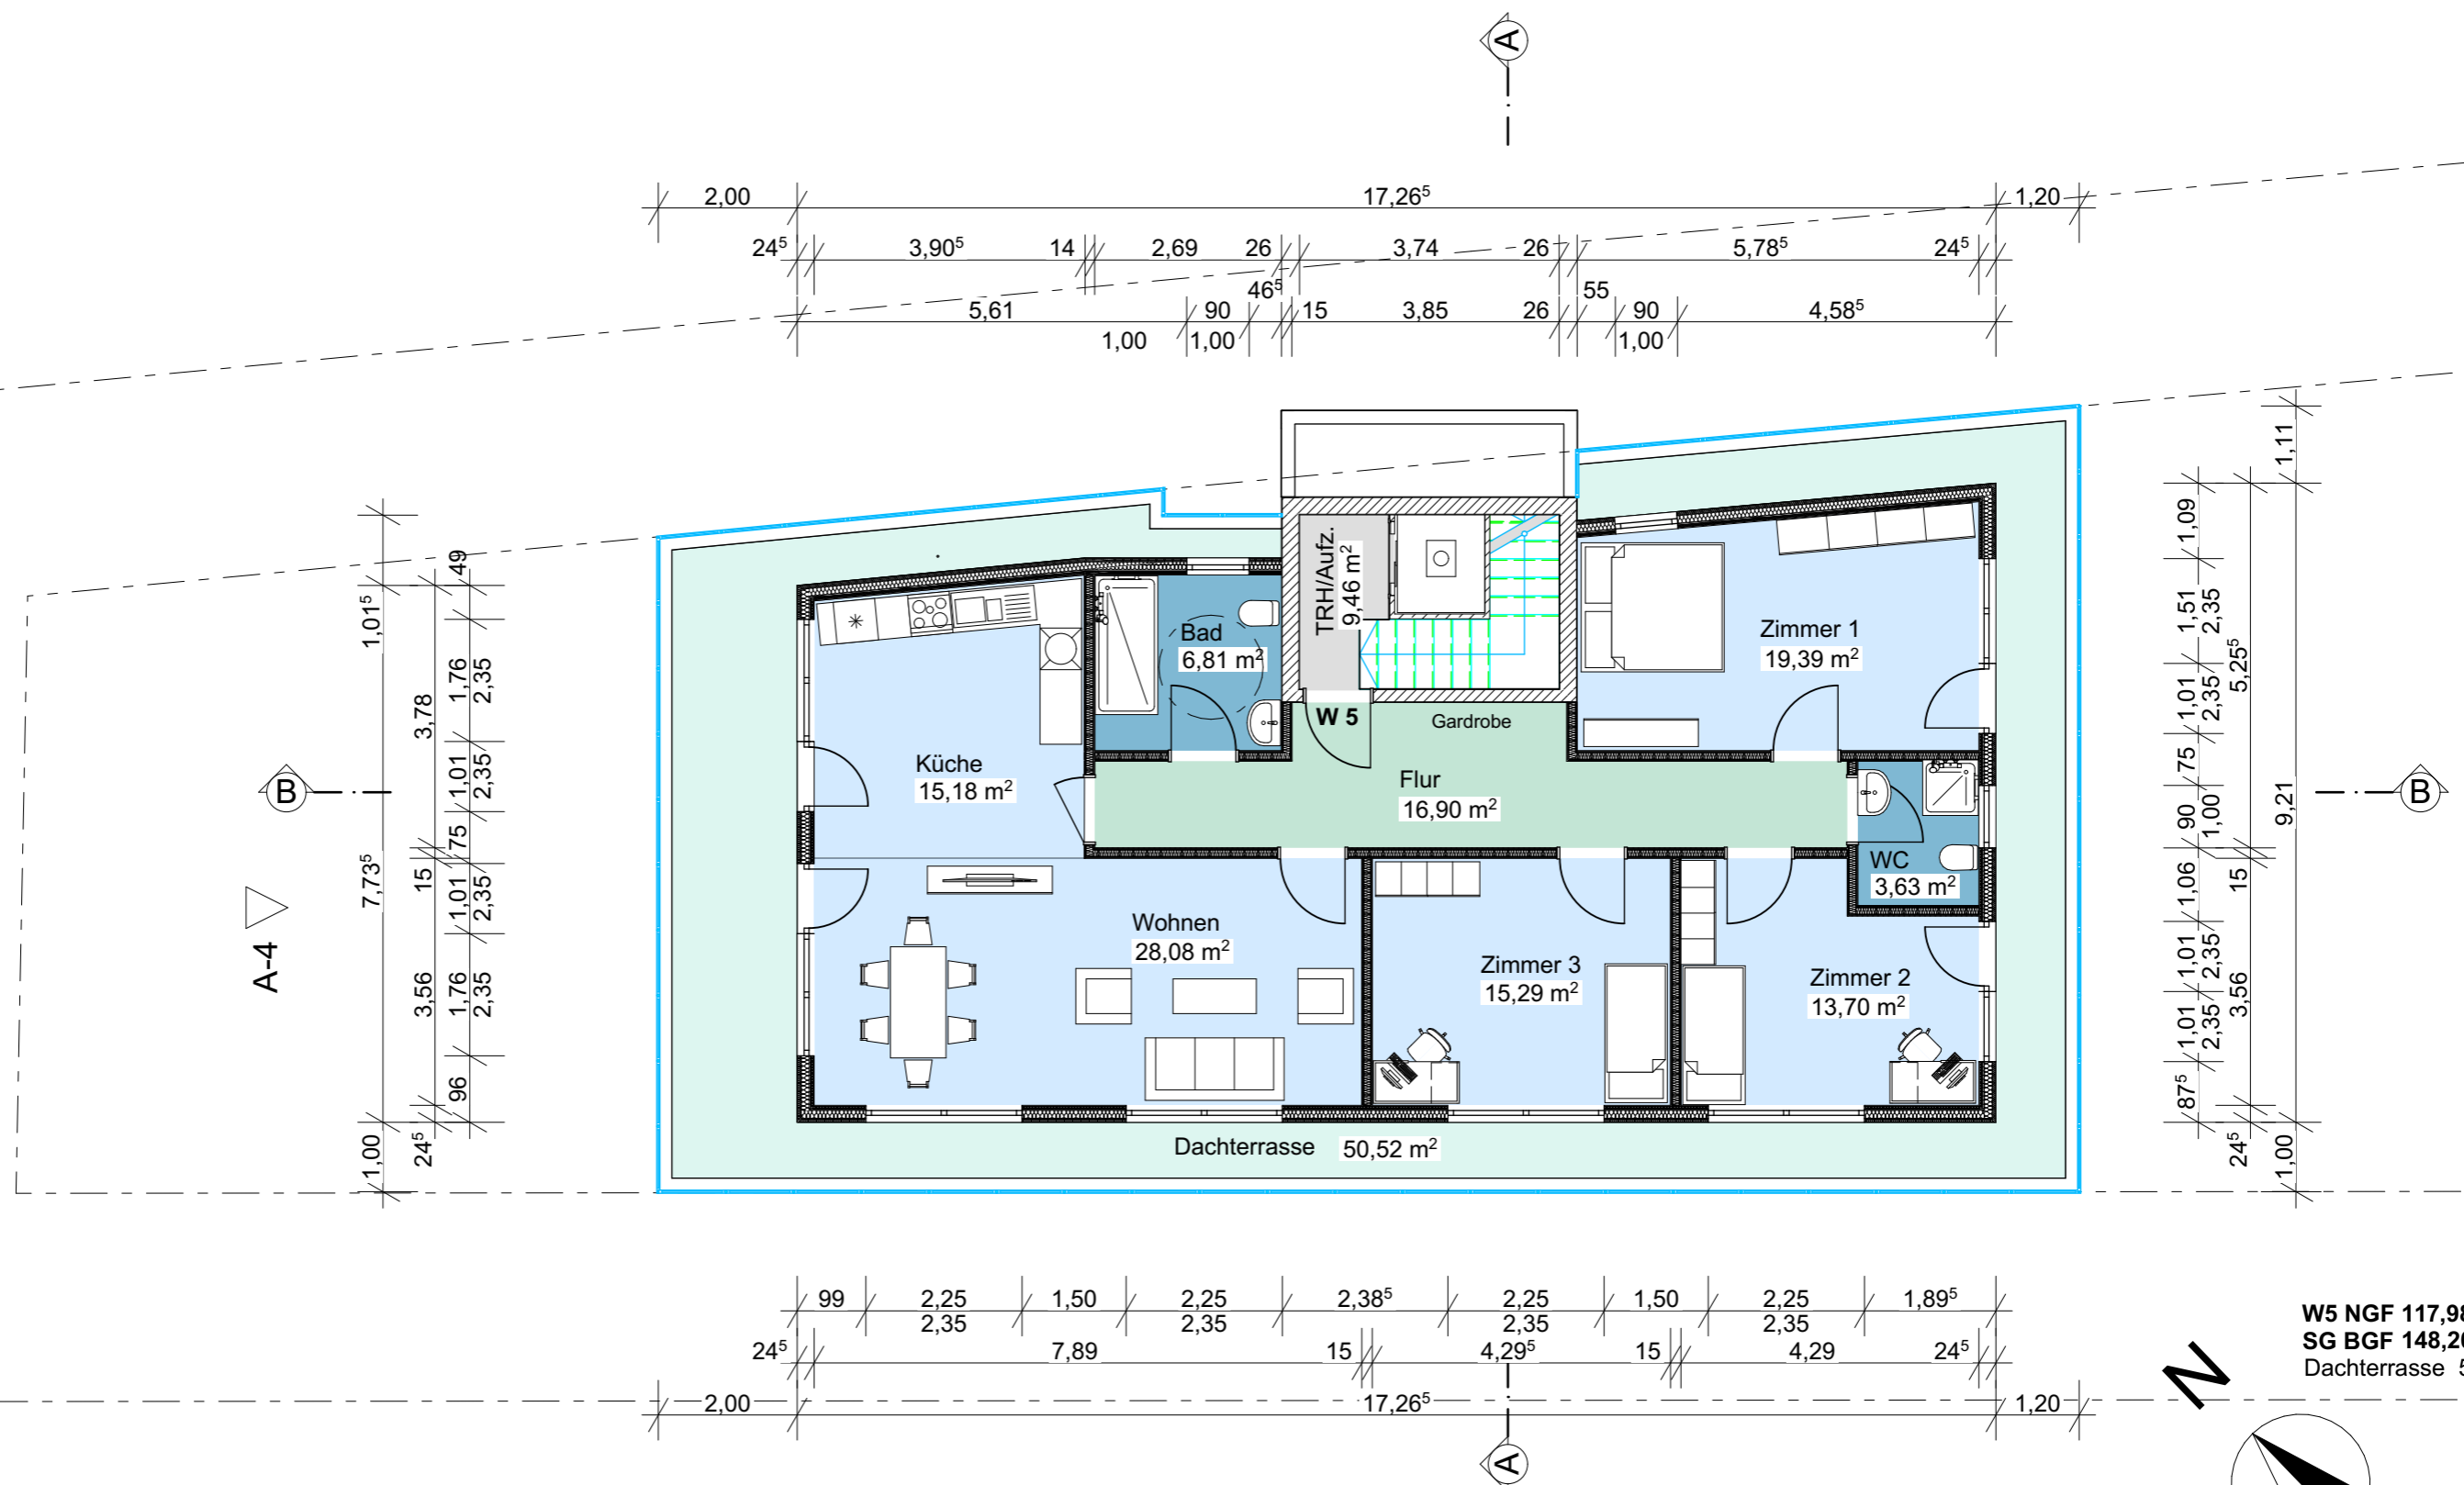 A
2,00 17,26⁵ 1,20
24⁵ 3,90⁵ 14 2,69 26 3,74 26 5,78⁵ 24⁵
46⁵ 55
5,61 90 15 3,85 26 90 4,58⁵
1,00 1,00 1,00
1,11
1,09
49
1,01⁵
TRH/Aufz.
9,46 m²
1,51
2,35
Bad
6,81 m²
Zimmer 1
19,39 m²
5,25⁵
1,76
2,35
3,78
1,01
2,35
W 5
Gardrobe
75
Küche
15,18 m²
Flur
16,90 m²
1,01
2,35
B
B
9,21
90
1,00
75
15
7,73⁵
1,01
2,35
15
1,06
WC
3,63 m²
A-4
Wohnen
28,08 m²
Zimmer 3
15,29 m²
Zimmer 2
13,70 m²
3,56
1,76
2,35
1,01
2,35
3,56
1,01
2,35
96
87⁵
24⁵
1,00
Dachterrasse 50,52 m²
24⁵
1,00
99 2,25 1,50 2,25 2,38⁵ 2,25 1,50 2,25 1,89⁵
2,35 2,35 2,35 2,35
24⁵ 7,89 15 4,29⁵ 15 4,29 24⁵
2,00 17,26⁵ 1,20
A
W5 NGF 117,98
SG BGF 148,20
Dachterrasse 5
N